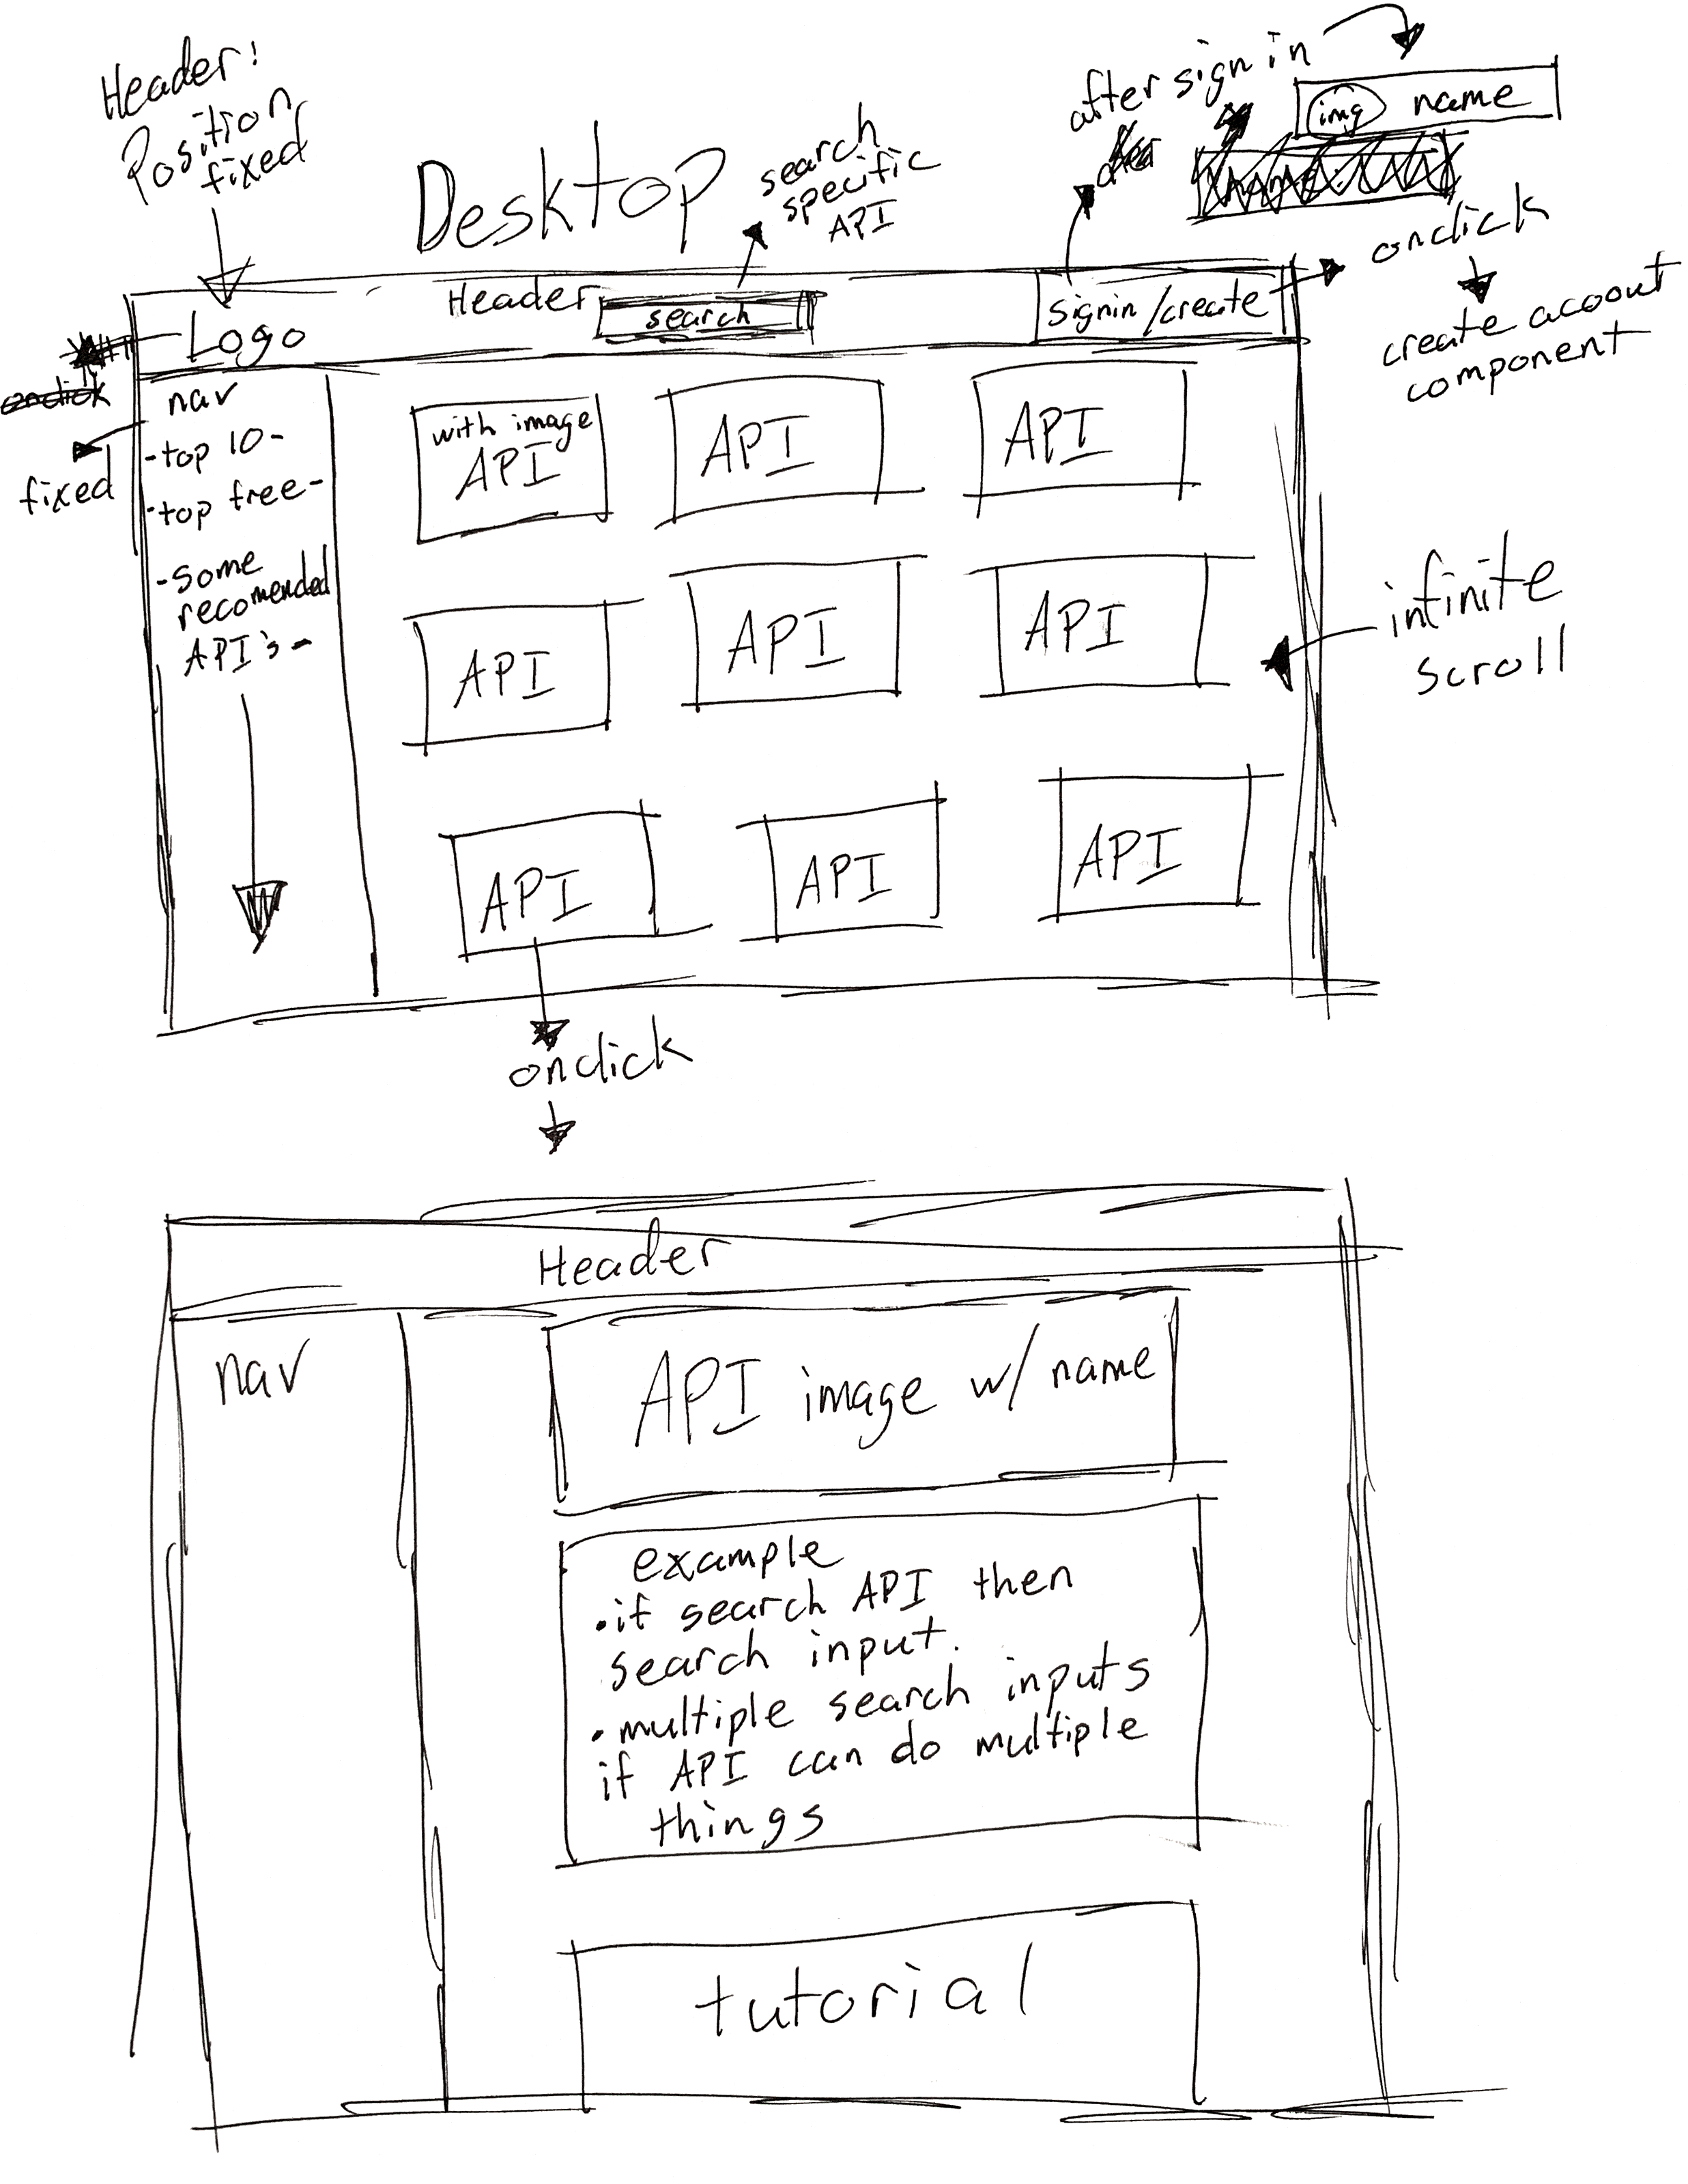 Header:
Position
fixed
Desktop
search
specific
API
after sign in
img name
onclick
create acoount
component
Header
search
signin/create
Logo
onclick
fixed
nav
-top 10-
-top free-
-some
recomended
API's-
with image
API
API
API
API
API
API
API
API
API
infinite
scroll
onclick
Header
nav
API image w/ name
example
•if search API then
search input.
•multiple search inputs
if API can do multiple
things
tutorial